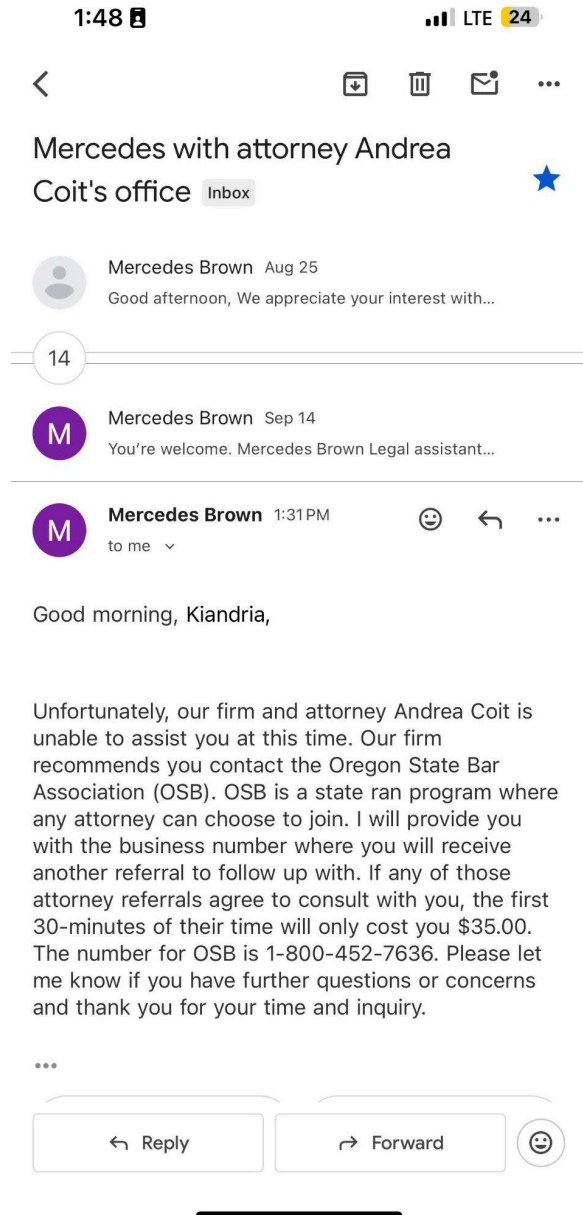 1:48
LTE 24
Mercedes with attorney Andrea
Coit's office Inbox
Mercedes Brown Aug 25
Good afternoon, We appreciate your interest with...
14
M
Mercedes Brown Sep 14
You're welcome. Mercedes Brown Legal assistant...
M
Mercedes Brown 1:31 PM
to me
Good morning, Kiandria,
Unfortunately, our firm and attorney Andrea Coit is
unable to assist you at this time. Our firm
recommends you contact the Oregon State Bar
Association (OSB). OSB is a state ran program where
any attorney can choose to join. I will provide you
with the business number where you will receive
another referral to follow up with. If any of those
attorney referrals agree to consult with you, the first
30-minutes of their time will only cost you $35.00.
The number for OSB is 1-800-452-7636. Please let
me know if you have further questions or concerns
and thank you for your time and inquiry.
Reply
Forward